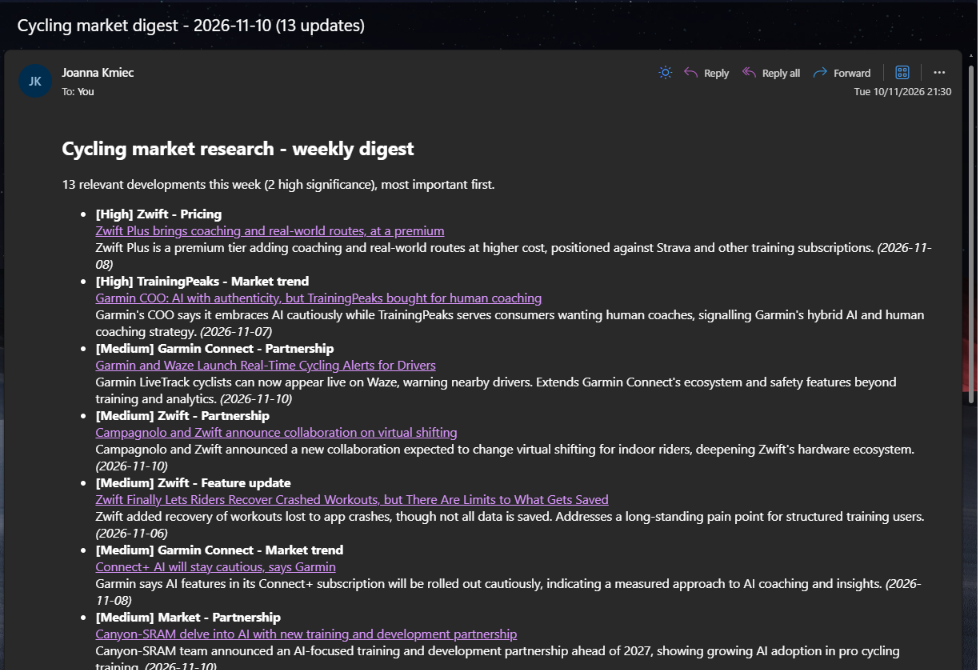 Cycling market digest - 2026-11-10 (13 updates)
JK
Joanna Kmiec
To: You
Reply
Reply all
Forward
Tue 10/11/2026 21:30
Cycling market research - weekly digest
13 relevant developments this week (2 high significance), most important first.
• [High] Zwift - Pricing
Zwift Plus brings coaching and real-world routes, at a premium
Zwift Plus is a premium tier adding coaching and real-world routes at higher cost, positioned against Strava and other training subscriptions. (2026-11-
08)
• [High] TrainingPeaks - Market trend
Garmin COO: AI with authenticity, but TrainingPeaks bought for human coaching
Garmin's COO says it embraces AI cautiously while TrainingPeaks serves consumers wanting human coaches, signalling Garmin's hybrid AI and human
coaching strategy. (2026-11-07)
• [Medium] Garmin Connect - Partnership
Garmin and Waze Launch Real-Time Cycling Alerts for Drivers
Garmin LiveTrack cyclists can now appear live on Waze, warning nearby drivers. Extends Garmin Connect's ecosystem and safety features beyond
training and analytics. (2026-11-10)
• [Medium] Zwift - Partnership
Campagnolo and Zwift announce collaboration on virtual shifting
Campagnolo and Zwift announced a new collaboration expected to change virtual shifting for indoor riders, deepening Zwift's hardware ecosystem.
(2026-11-10)
• [Medium] Zwift - Feature update
Zwift Finally Lets Riders Recover Crashed Workouts, but There Are Limits to What Gets Saved
Zwift added recovery of workouts lost to app crashes, though not all data is saved. Addresses a long-standing pain point for structured training users.
(2026-11-06)
• [Medium] Garmin Connect - Market trend
Connect+ AI will stay cautious, says Garmin
Garmin says AI features in its Connect+ subscription will be rolled out cautiously, indicating a measured approach to AI coaching and insights. (2026-
11-08)
• [Medium] Market - Partnership
Canyon-SRAM delve into AI with new training and development partnership
Canyon-SRAM team announced an AI-focused training and development partnership ahead of 2027, showing growing AI adoption in pro cycling
training. (2026-11-10)